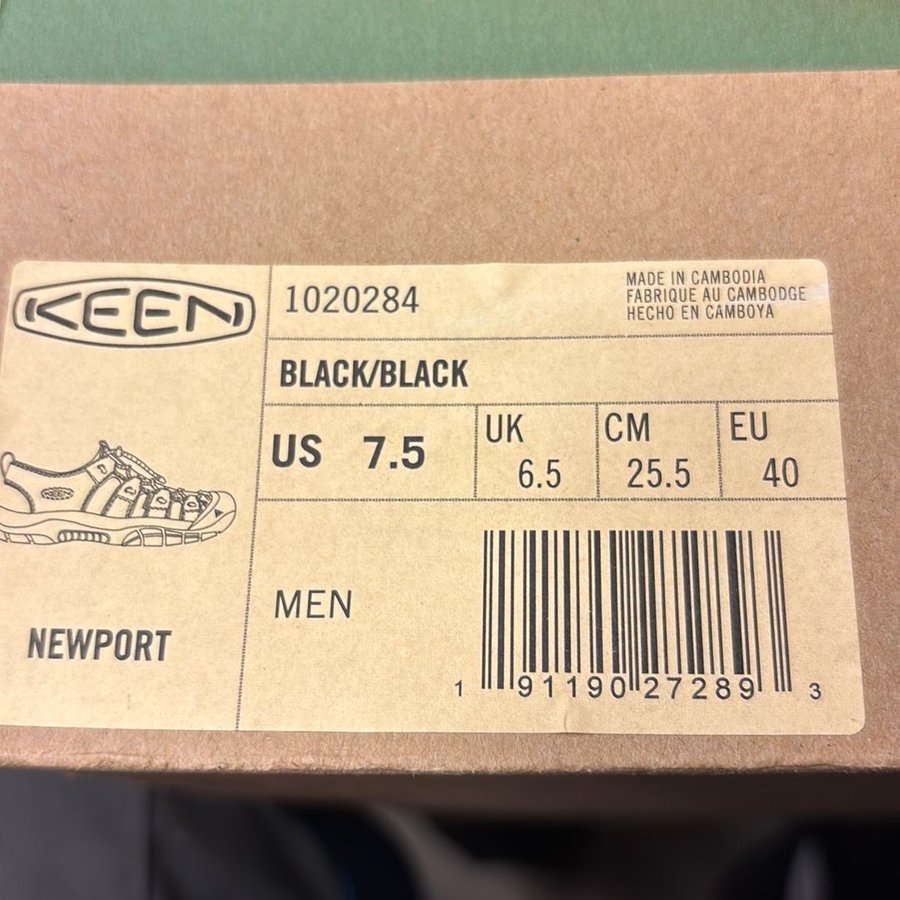 KEEN
1020284
MADE IN CAMBODIA
FABRIQUE AU CAMBODGE
HECHO EN CAMBOYA
BLACK/BLACK
US 7.5
UK 6.5
CM 25.5
EU 40
KEEN
NEWPORT
MEN
1 91190 27289 3